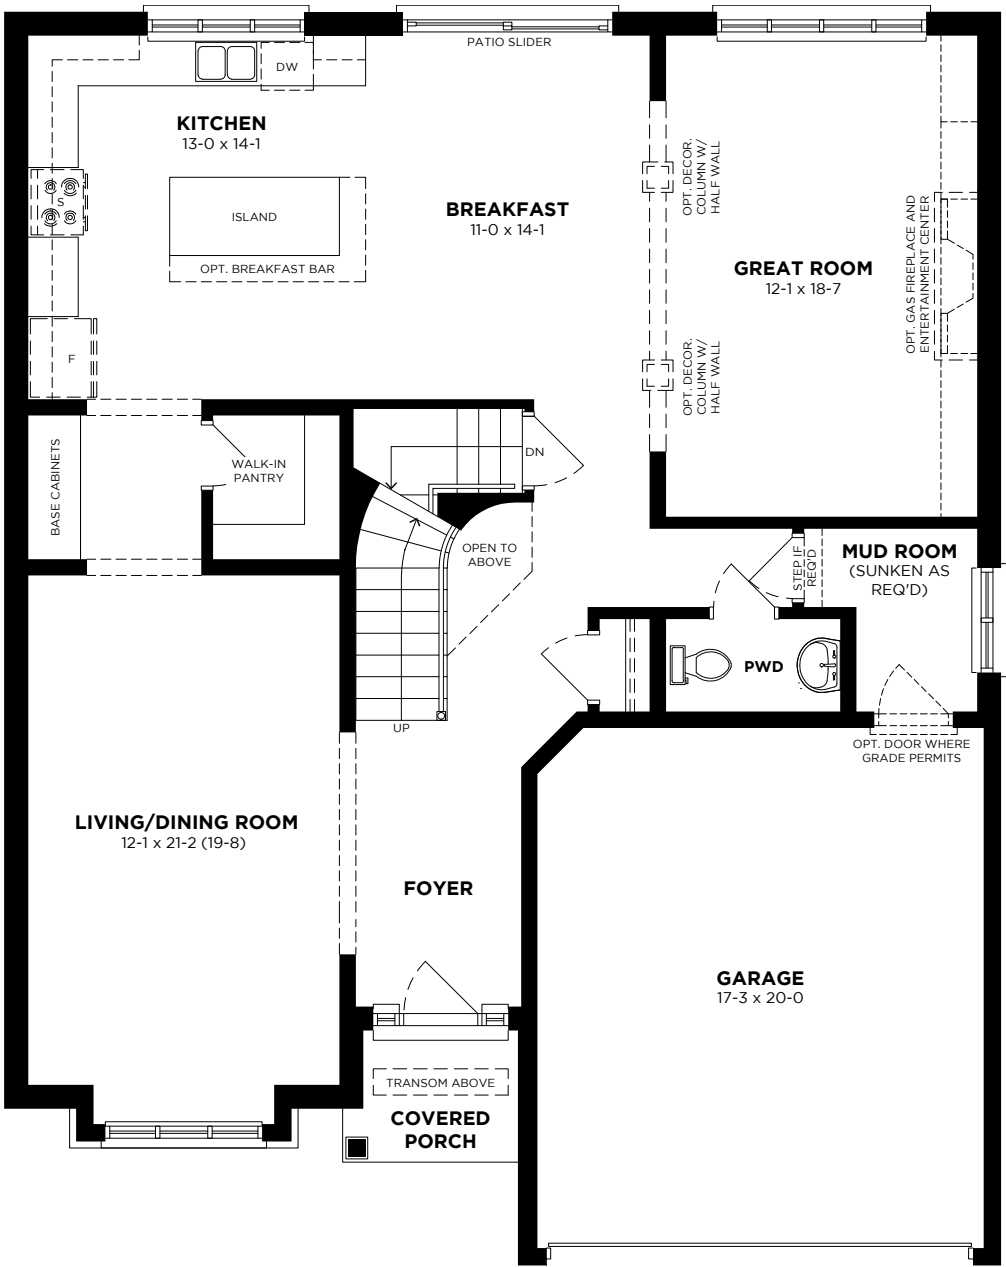 PATIO SLIDER
DW
KITCHEN
13-0 x 14-1
S
ISLAND
OPT. BREAKFAST BAR
F
BREAKFAST
11-0 x 14-1
OPT. DECOR.
COLUMN W/
HALF WALL
OPT. DECOR.
COLUMN W/
HALF WALL
GREAT ROOM
12-1 x 18-7
OPT. GAS FIREPLACE AND
ENTERTAINMENT CENTER
BASE CABINETS
WALK-IN
PANTRY
DN
OPEN TO
ABOVE
UP
STEP IF
REQ'D
MUD ROOM
(SUNKEN AS
REQ'D)
PWD
OPT. DOOR WHERE
GRADE PERMITS
LIVING/DINING ROOM
12-1 x 21-2 (19-8)
FOYER
GARAGE
17-3 x 20-0
TRANSOM ABOVE
COVERED
PORCH